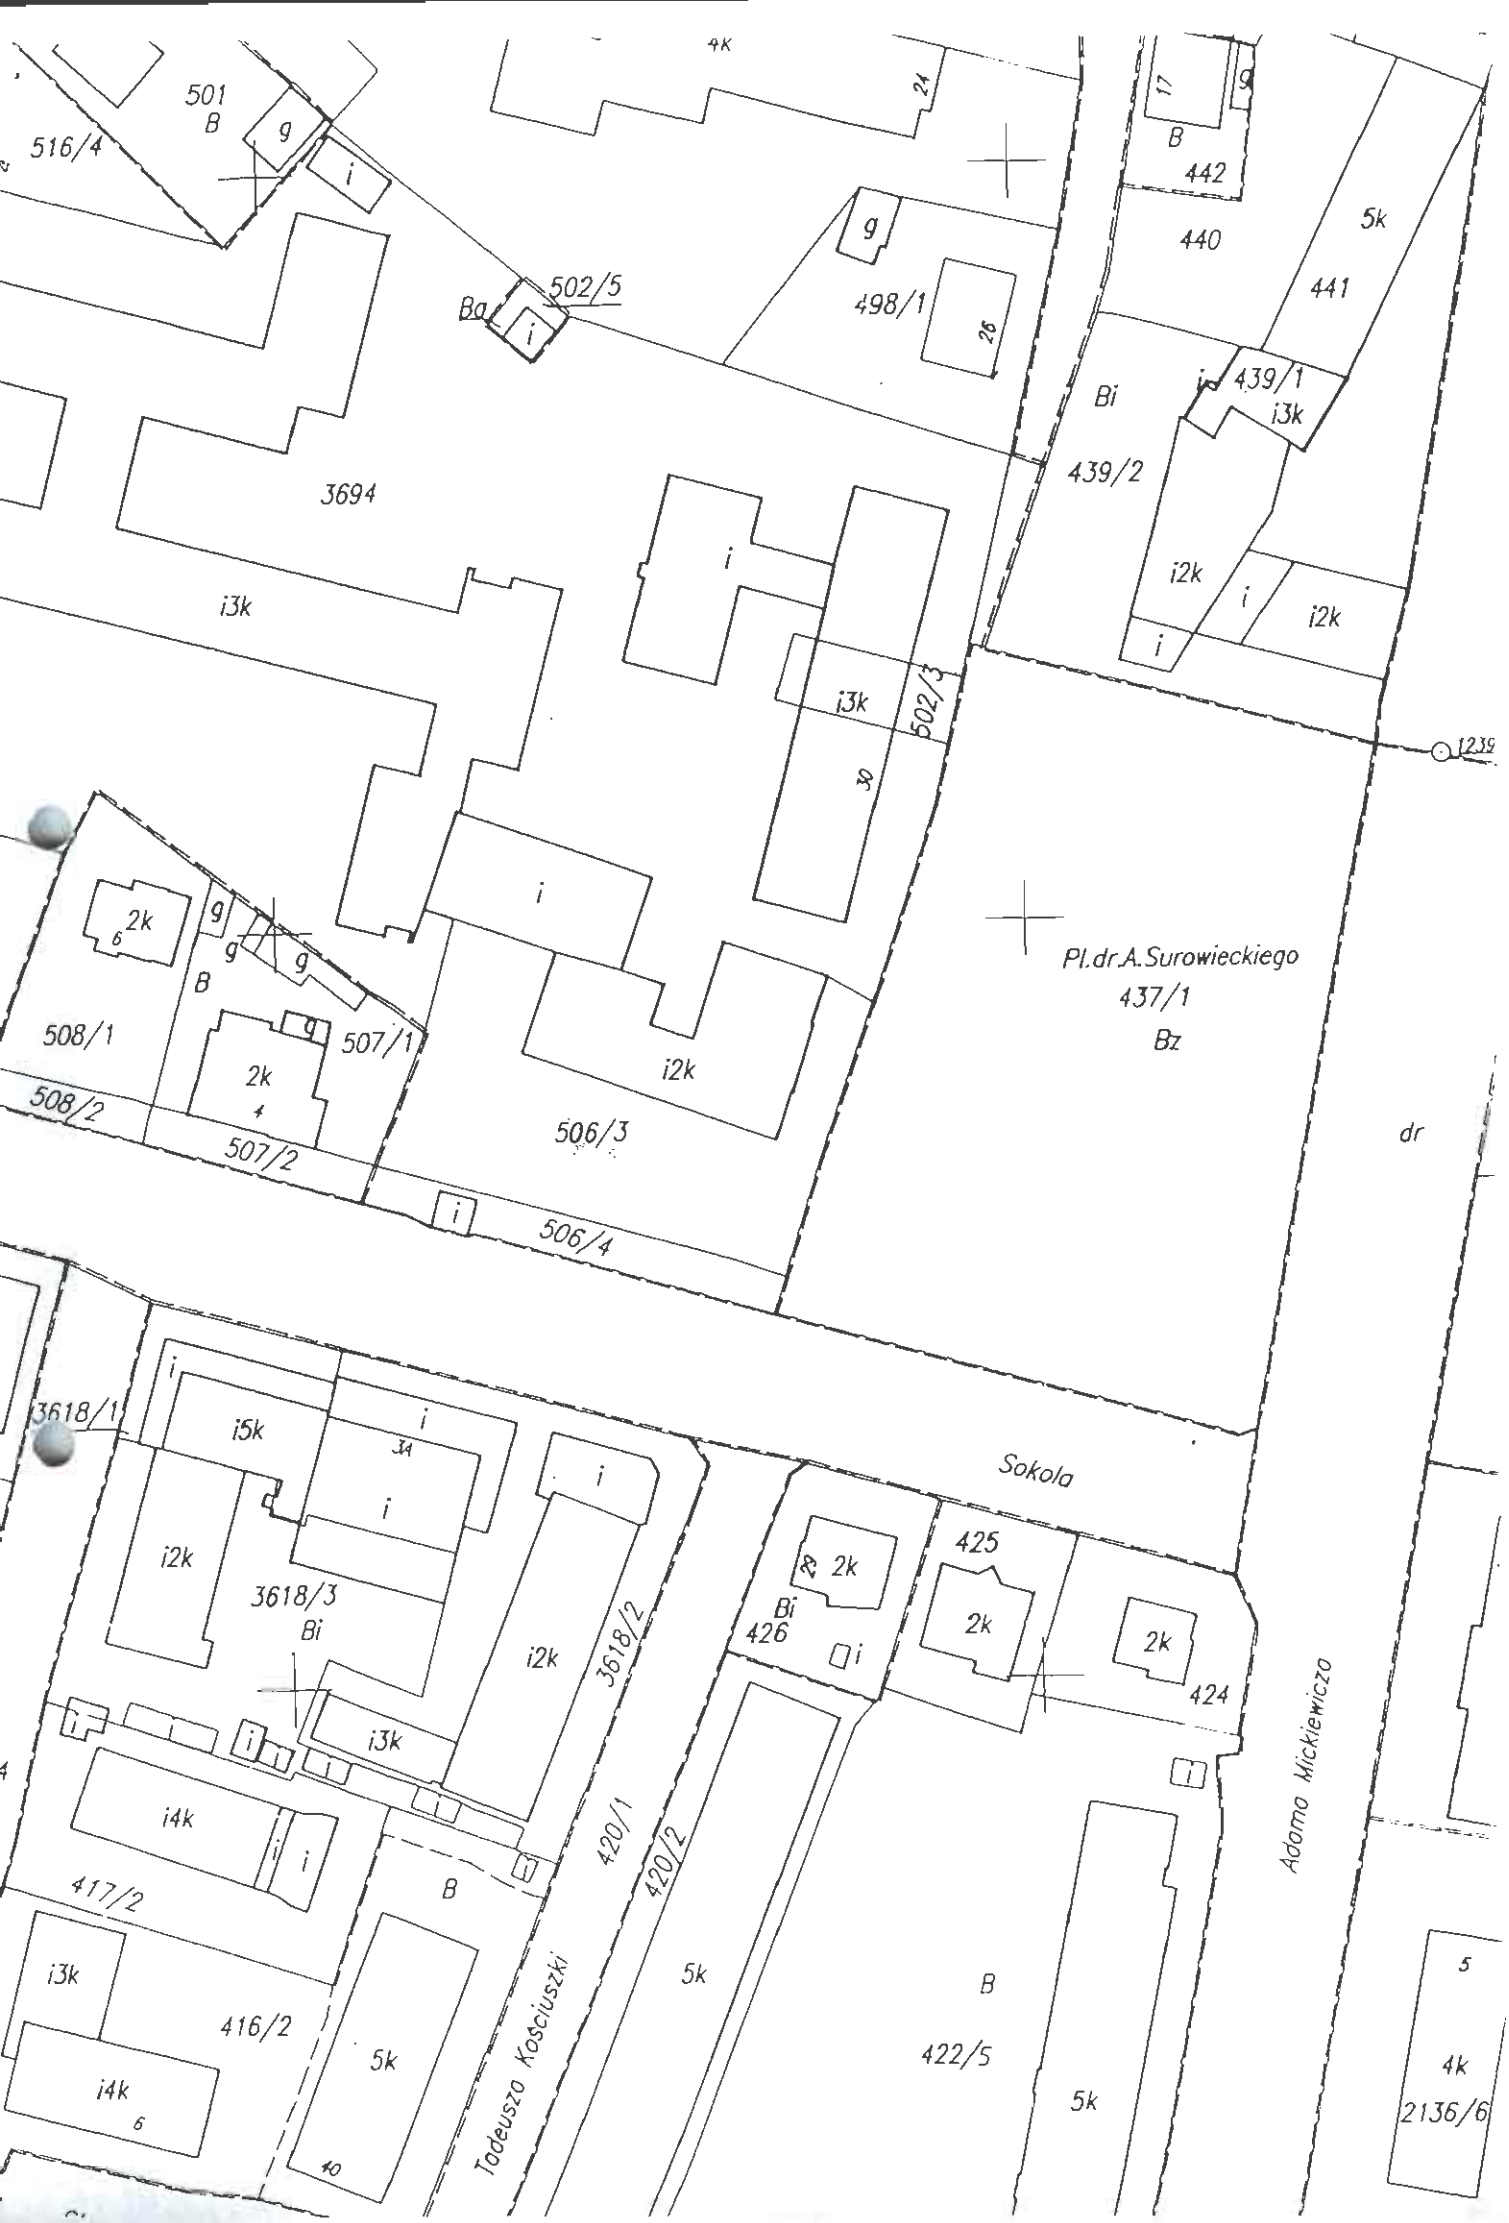 4k
24
17
g
501
B
g
516/4
i
B
442
5k
440
g
441
502/5
Ba
i
498/1
26
i
439/1
i3k
Bi
439/2
3694
i
i2k
i
i2k
i3k
i
i3k
502/3
30
1239
i
2k
6
g
g
g
B
Pl.dr.A.Surowieckiego
437/1
Bz
508/1
g
507/1
2k
4
i2k
508/2
507/2
506/3
dr
i
506/4
i
3618/1
i5k
i
34
i
i
Sokola
i2k
3618/3
Bi
i2k
3618/2
29
2k
Bi
426
i
425
2k
2k
424
i
i
i
i3k
i
i
i
i4k
i
i
i
417/2
B
420/1
420/2
Adama Mickiewicza
i3k
416/2
i4k
6
5k
40
Tadeusza Kościuszki
5k
B
422/5
5k
5
4k
2136/6